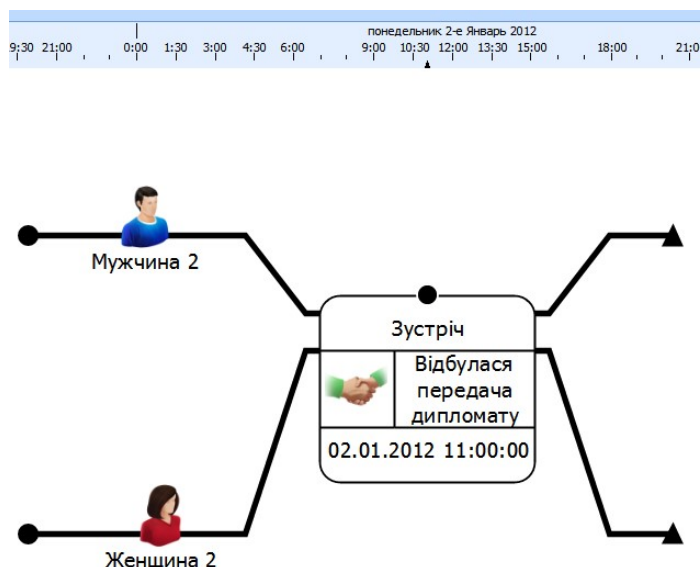 понедельник 2-е Январь 2012
9:30 21:00 0:00 1:30 3:00 4:30 6:00 9:00 10:30 12:00 13:30 15:00 18:00 21:0
Мужчина 2
Зустріч
Відбулася
передача
дипломату
02.01.2012 11:00:00
Женщина 2